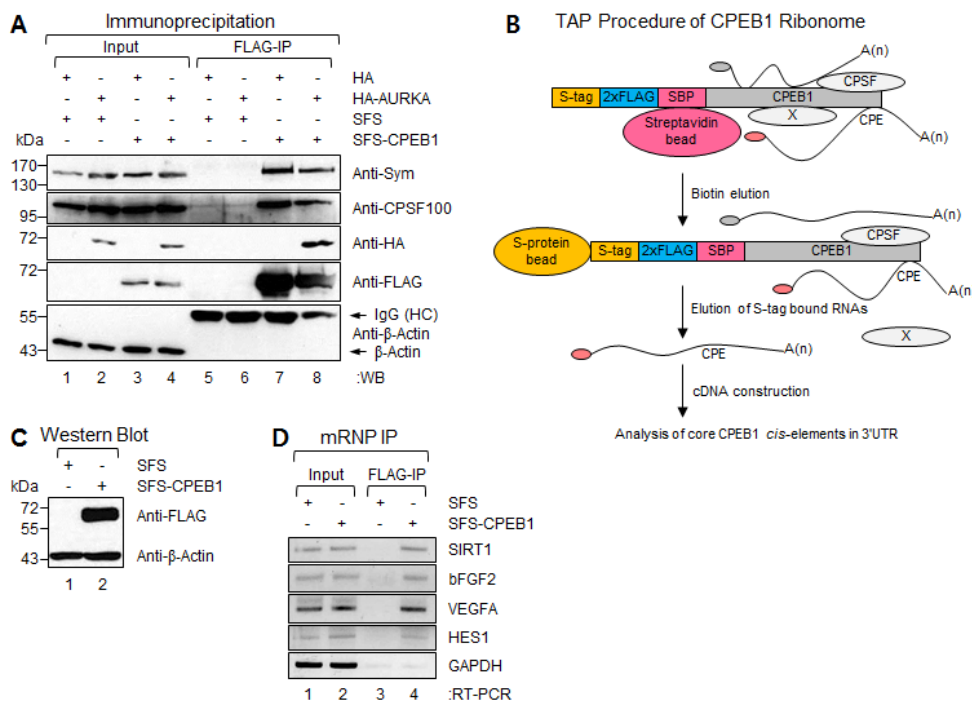 A
Immunoprecipitation
Input
FLAG-IP
+ - + - + - + - HA
- + - + - + - + HA-AURKA
+ + - - + + - - SFS
- - + + - - + + SFS-CPEB1
kDa
170
130
Anti-Sym
95
Anti-CPSF100
72
Anti-HA
72
Anti-FLAG
55
IgG (HC)
Anti-β-Actin
43
β-Actin
1 2 3 4 5 6 7 8 :WB
B
TAP Procedure of CPEB1 Ribonome
A(n)
CPSF
S-tag 2xFLAG SBP CPEB1
X
CPE
A(n)
Streptavidin
bead
Biotin elution
A(n)
S-protein
bead
CPSF
S-tag 2xFLAG SBP CPEB1
CPE
A(n
Elution of S-tag bound RNAs
X
A(n)
CPE
cDNA construction
Analysis of core CPEB1 cis-elements in 3'UTR
C
Western Blot
+ - SFS
- + SFS-CPEB1
kDa
72
Anti-FLAG
55
43
Anti-β-Actin
1 2
D
mRNP IP
Input
FLAG-IP
+ - + - SFS
- + - + SFS-CPEB1
SIRT1
bFGF2
VEGFA
HES1
GAPDH
1 2 3 4 :RT-PCR